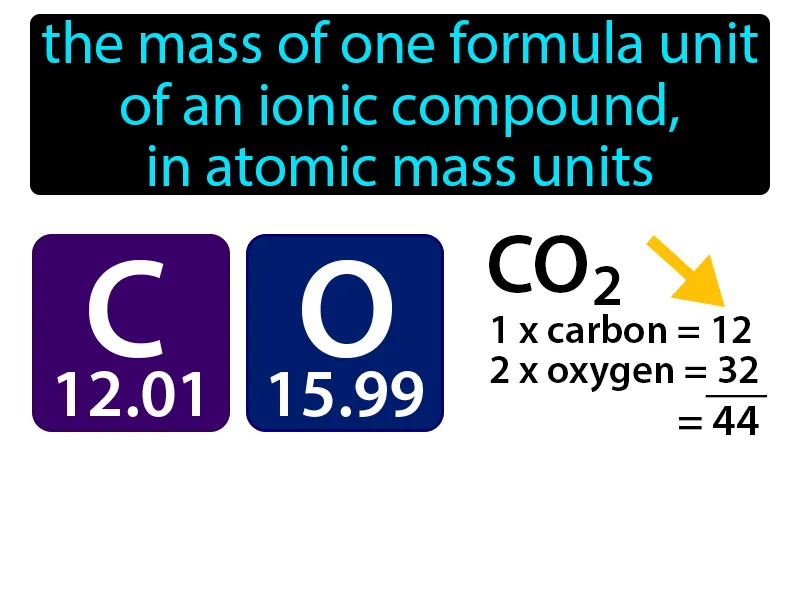 the mass of one formula unit
of an ionic compound,
in atomic mass units
C
12.01
O
15.99
CO₂
1 x carbon = 12
2 x oxygen = 32
= 44